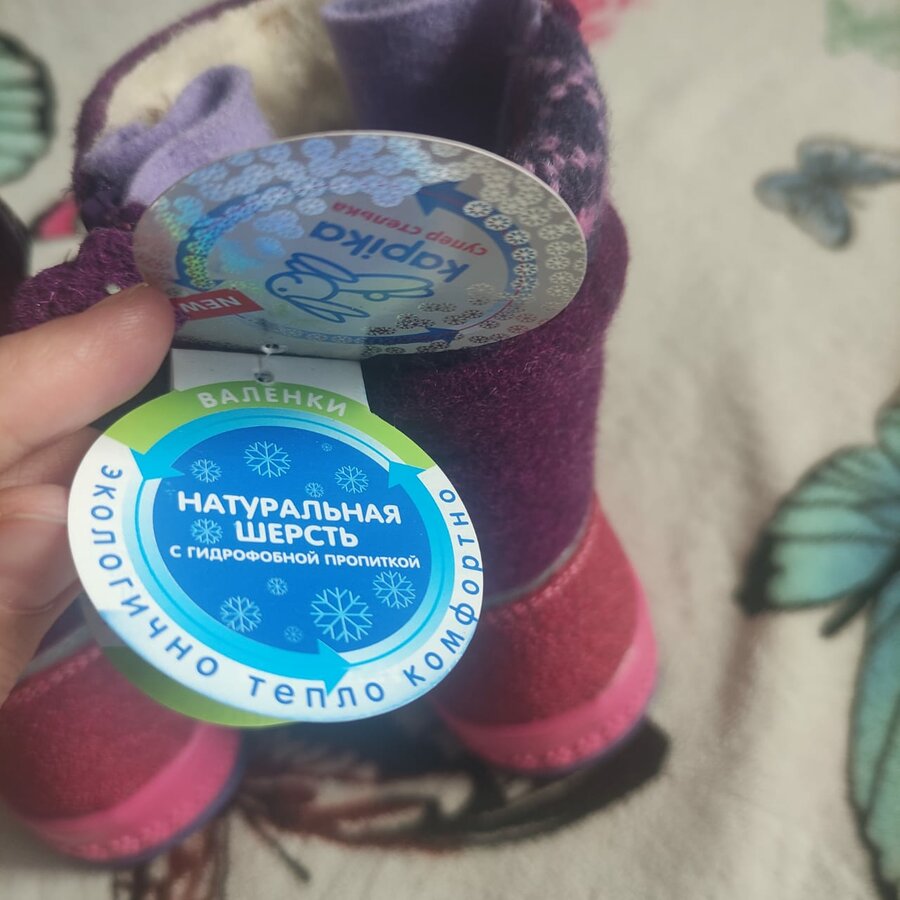 kapika
супер стелька
NEW
ВАЛЕНКИ
НАТУРАЛЬНАЯ
ШЕРСТЬ
С ГИДРОФОБНОЙ ПРОПИТКОЙ
экологично тепло комфортно